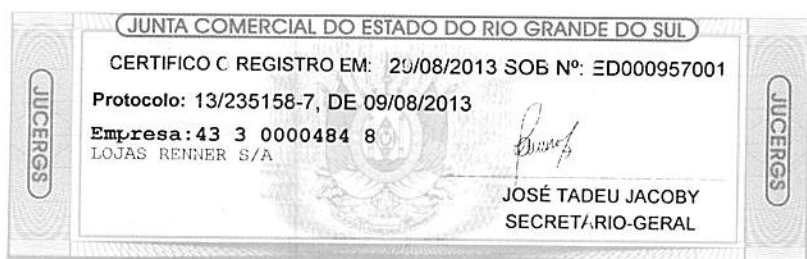 JUNTA COMERCIAL DO ESTADO DO RIO GRANDE DO SUL
CERTIFICO O REGISTRO EM: 29/08/2013 SOB Nº: ED000957001
Protocolo: 13/235158-7, DE 09/08/2013
Empresa:43 3 0000484 8
LOJAS RENNER S/A
JOSÉ TADEU JACOBY
SECRETÁRIO-GERAL
JUCERGS
JUCERGS